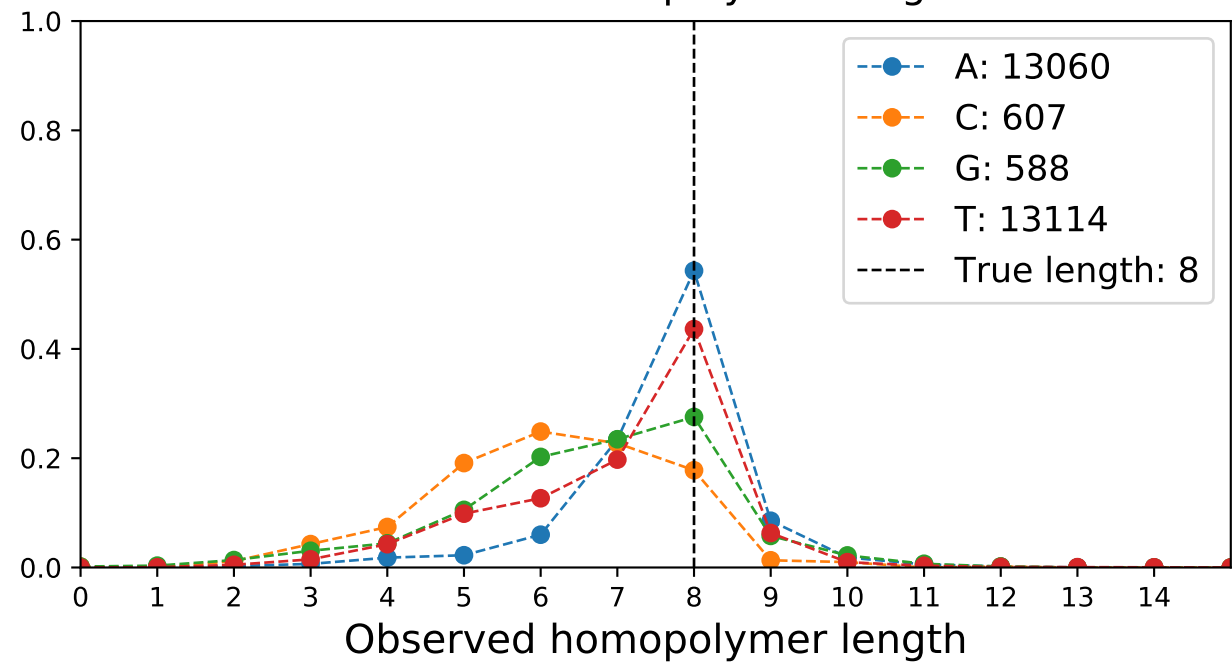 1.0
0.8
0.6
0.4
0.2
0.0
A: 13060
C: 607
G: 588
T: 13114
True length: 8
0 1 2 3 4 5 6 7 8 9 10 11 12 13 14
Observed homopolymer length